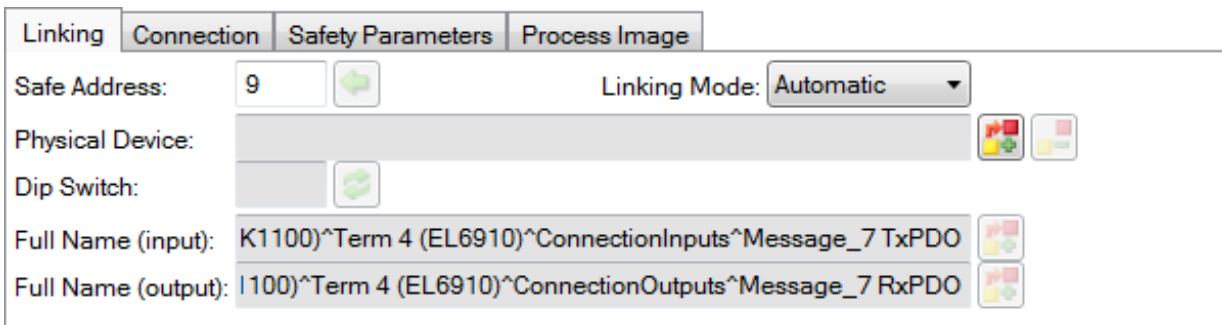 Linking Connection Safety Parameters Process Image
Safe Address: 9 Linking Mode: Automatic
Physical Device:
Dip Switch:
Full Name (input): K1100)^Term 4 (EL6910)^ConnectionInputs^Message_7 TxPDO
Full Name (output): 100)^Term 4 (EL6910)^ConnectionOutputs^Message_7 RxPDO